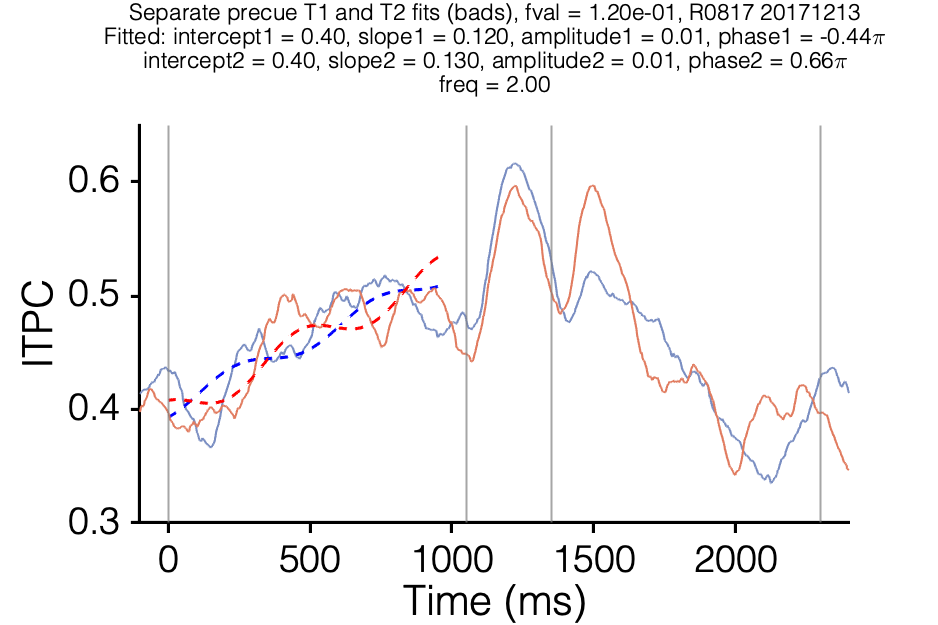 Separate precue T1 and T2 fits (bads), fval = 1.20e-01, R0817 20171213
Fitted: intercept1 = 0.40, slope1 = 0.120, amplitude1 = 0.01, phase1 = -0.44π
intercept2 = 0.40, slope2 = 0.130, amplitude2 = 0.01, phase2 = 0.66π
freq = 2.00
0.6
0.5
0.4
0.3
ITPC
0 500 1000 1500 2000
Time (ms)